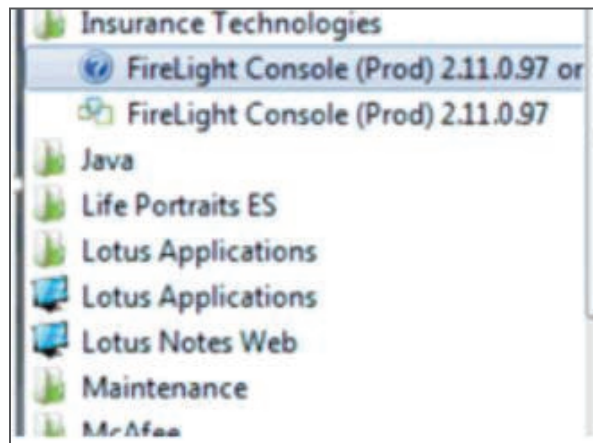 Insurance Technologies
FireLight Console (Prod) 2.11.0.97 or
FireLight Console (Prod) 2.11.0.97
Java
Life Portraits ES
Lotus Applications
Lotus Applications
Lotus Notes Web
Maintenance
McAfee